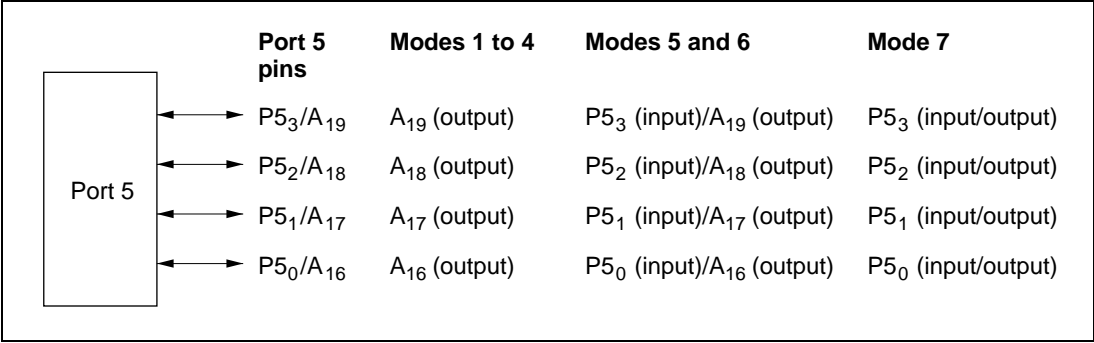 Port 5 pins Modes 1 to 4 Modes 5 and 6 Mode 7
P5₃/A₁₉ A₁₉ (output) P5₃ (input)/A₁₉ (output) P5₃ (input/output)
P5₂/A₁₈ A₁₈ (output) P5₂ (input)/A₁₈ (output) P5₂ (input/output)
Port 5
P5₁/A₁₇ A₁₇ (output) P5₁ (input)/A₁₇ (output) P5₁ (input/output)
P5₀/A₁₆ A₁₆ (output) P5₀ (input)/A₁₆ (output) P5₀ (input/output)